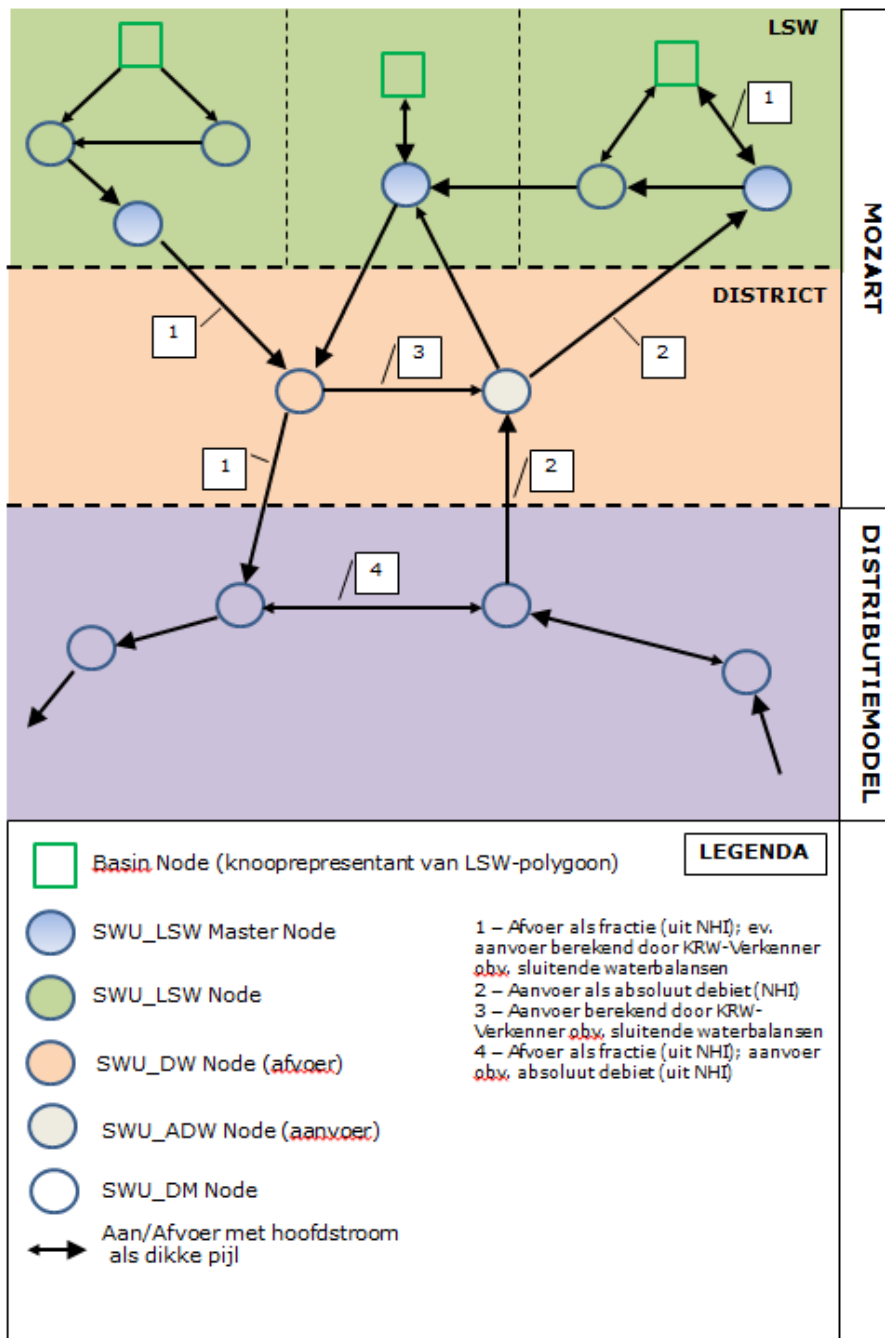 LSW
1
MOZART
DISTRICT
1
3
2
1
2
DISTRIBUTIEMODEL
4
LEGENDA
Basin Node (knooprepresentant van LSW-polygoon)
SWU_LSW Master Node
SWU_LSW Node
SWU_DW Node (afvoer)
SWU_ADW Node (aanvoer)
SWU_DM Node
Aan/Afvoer met hoofdstroom
als dikke pijl
1 – Afvoer als fractie (uit NHI); ev.
aanvoer berekend door KRW-Verkenner
obv. sluitende waterbalansen
2 – Aanvoer als absoluut debiet (NHI)
3 – Aanvoer berekend door KRW-
Verkenner obv. sluitende waterbalansen
4 – Afvoer als fractie (uit NHI); aanvoer
obv. absoluut debiet (uit NHI)